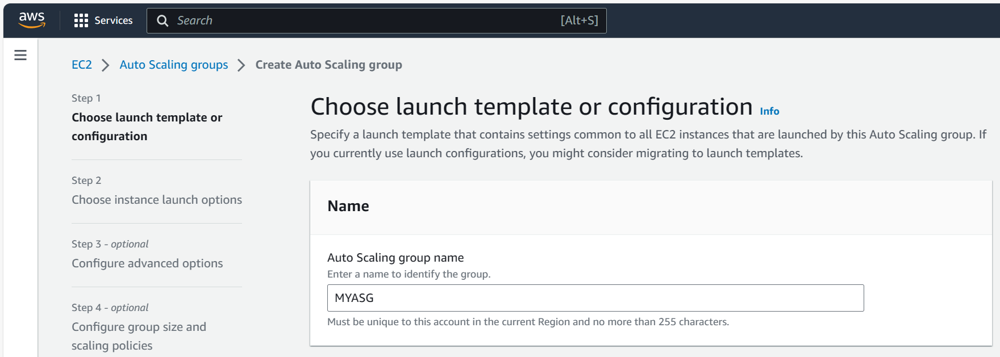 aws
Services
Search
[Alt+S]
EC2
Auto Scaling groups
Create Auto Scaling group
Step 1
Choose launch template or
configuration
Step 2
Choose instance launch options
Step 3 - optional
Configure advanced options
Step 4 - optional
Configure group size and
scaling policies
Choose launch template or configuration Info
Specify a launch template that contains settings common to all EC2 instances that are launched by this Auto Scaling group. If
you currently use launch configurations, you might consider migrating to launch templates.
Name
Auto Scaling group name
Enter a name to identify the group.
MYASG
Must be unique to this account in the current Region and no more than 255 characters.